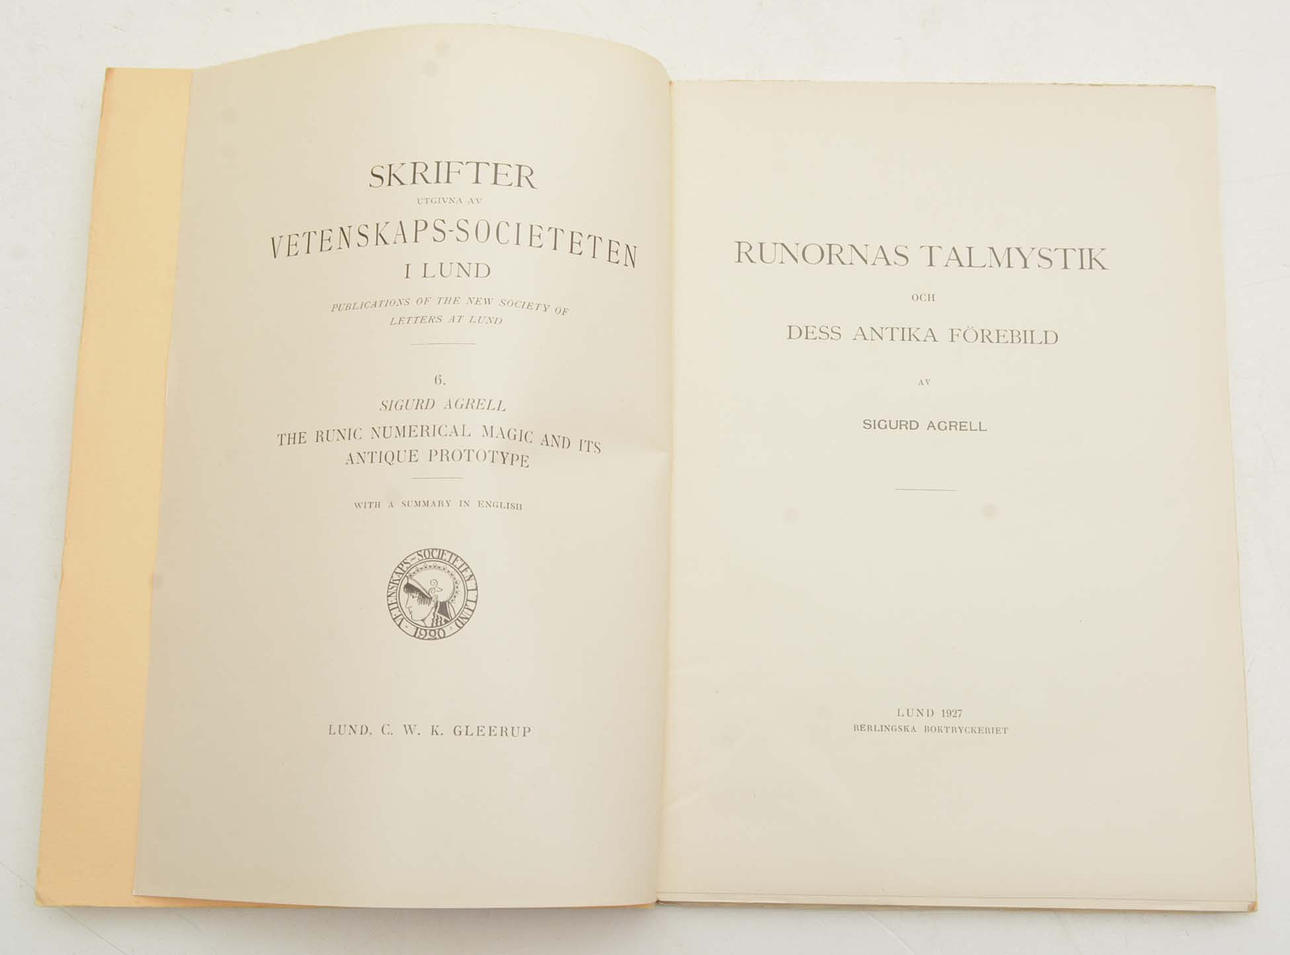 SKRIFTER
UTGIVNA AV
VETENSKAPS-SOCIETETEN
I LUND
PUBLICATIONS OF THE NEW SOCIETY OF
LETTERS AT LUND
6.
SIGURD AGRELL
THE RUNIC NUMERICAL MAGIC AND ITS
ANTIQUE PROTOTYPE
WITH A SUMMARY IN ENGLISH
VETENSKAPS-SOCIETETEN I LUND
1920
LUND, C. W. K. GLEERUP
RUNORNAS TALMYSTIK
OCH
DESS ANTIKA FÖREBILD
AV
SIGURD AGRELL
LUND 1927
BERLINGSKA BOKTRYCKERIET